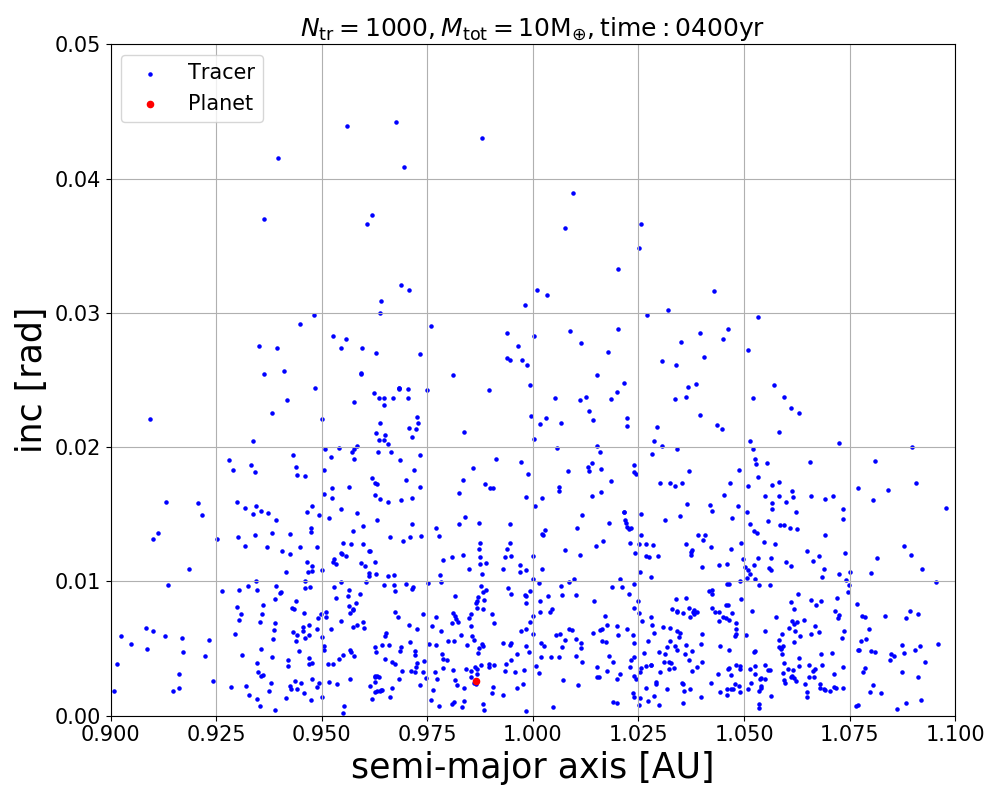 N_tr = 1000, M_tot = 10M_⊕, time : 0400yr
Tracer
Planet
inc [rad]
0.05
0.04
0.03
0.02
0.01
0.00
0.900 0.925 0.950 0.975 1.000 1.025 1.050 1.075 1.100
semi-major axis [AU]